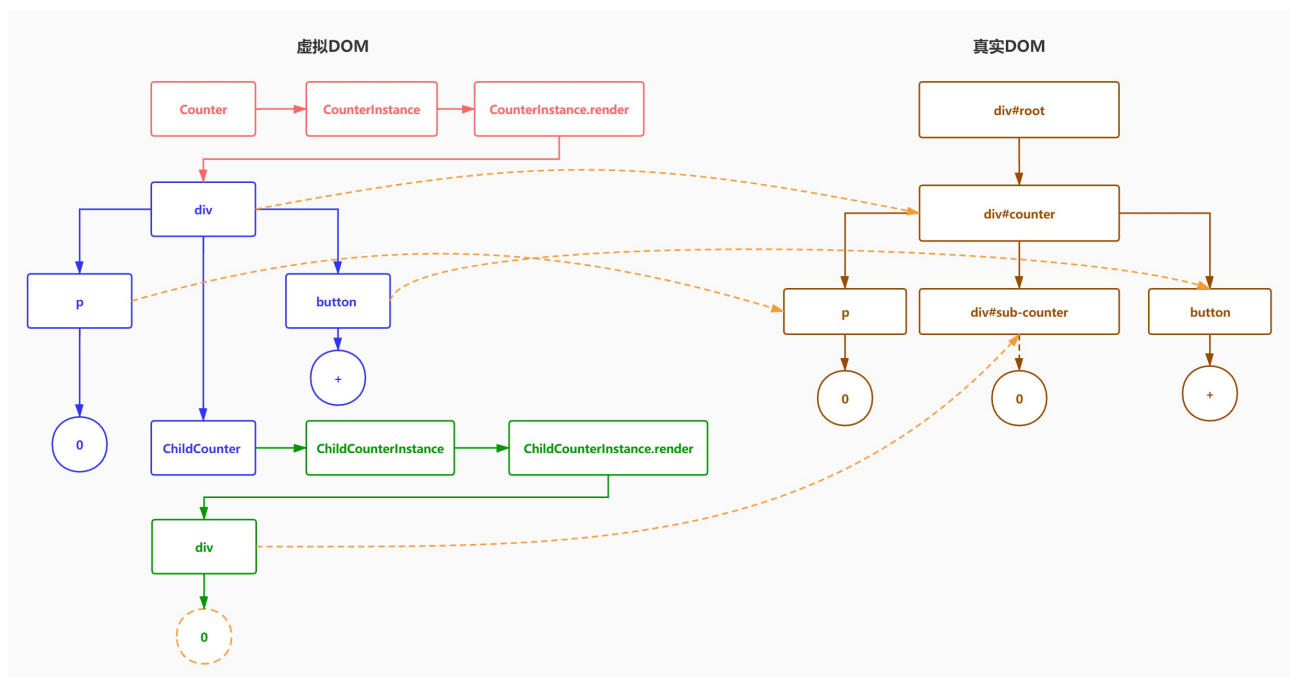 虚拟DOM
真实DOM
Counter
CounterInstance
CounterInstance.render
div#root
div
div#counter
p
button
p
div#sub-counter
button
+
0
0
+
0
ChildCounter
ChildCounterInstance
ChildCounterInstance.render
div
0